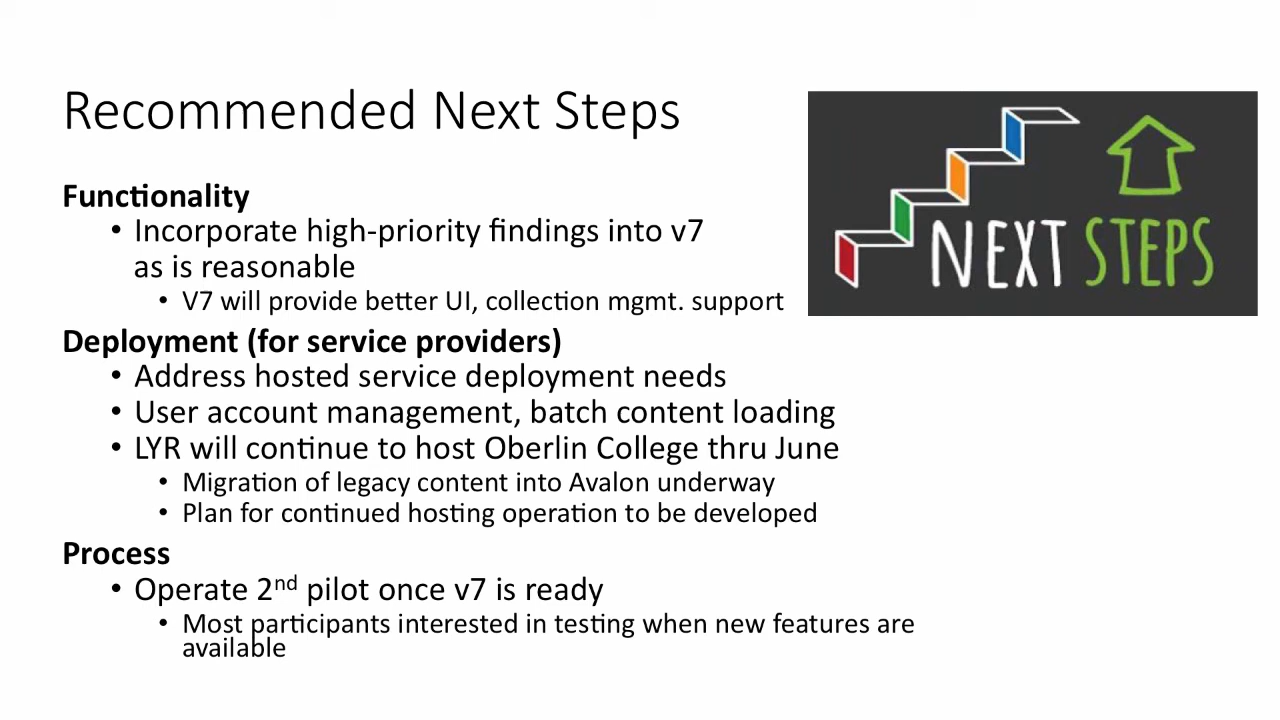 Recommended Next Steps
NEXT STEPS
Functionality
• Incorporate high-priority findings into v7
as is reasonable
• V7 will provide better UI, collection mgmt. support
Deployment (for service providers)
• Address hosted service deployment needs
• User account management, batch content loading
• LYR will continue to host Oberlin College thru June
• Migration of legacy content into Avalon underway
• Plan for continued hosting operation to be developed
Process
• Operate 2nd pilot once v7 is ready
• Most participants interested in testing when new features are
available